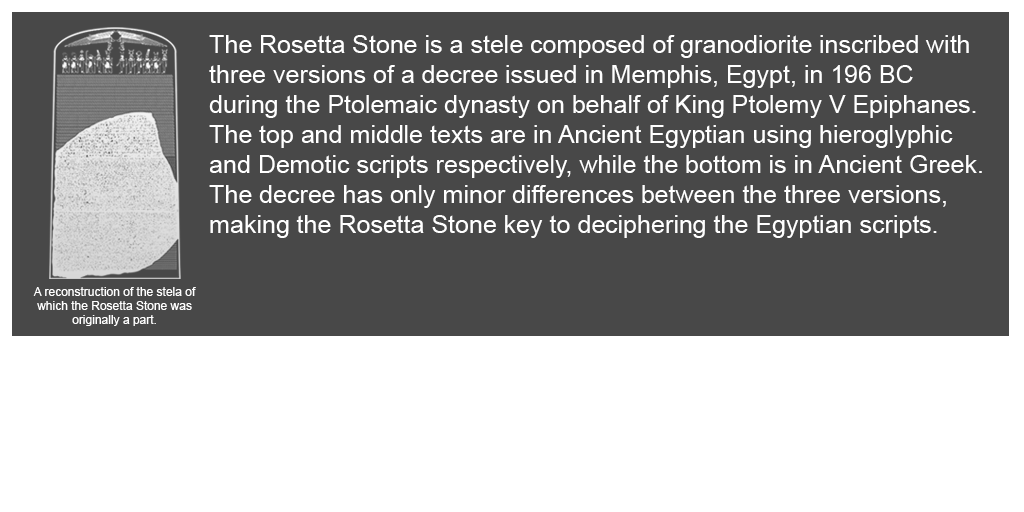 The Rosetta Stone is a stele composed of granodiorite inscribed with
three versions of a decree issued in Memphis, Egypt, in 196 BC
during the Ptolemaic dynasty on behalf of King Ptolemy V Epiphanes.
The top and middle texts are in Ancient Egyptian using hieroglyphic
and Demotic scripts respectively, while the bottom is in Ancient Greek.
The decree has only minor differences between the three versions,
making the Rosetta Stone key to deciphering the Egyptian scripts.
A reconstruction of the stela of
which the Rosetta Stone was
originally a part.